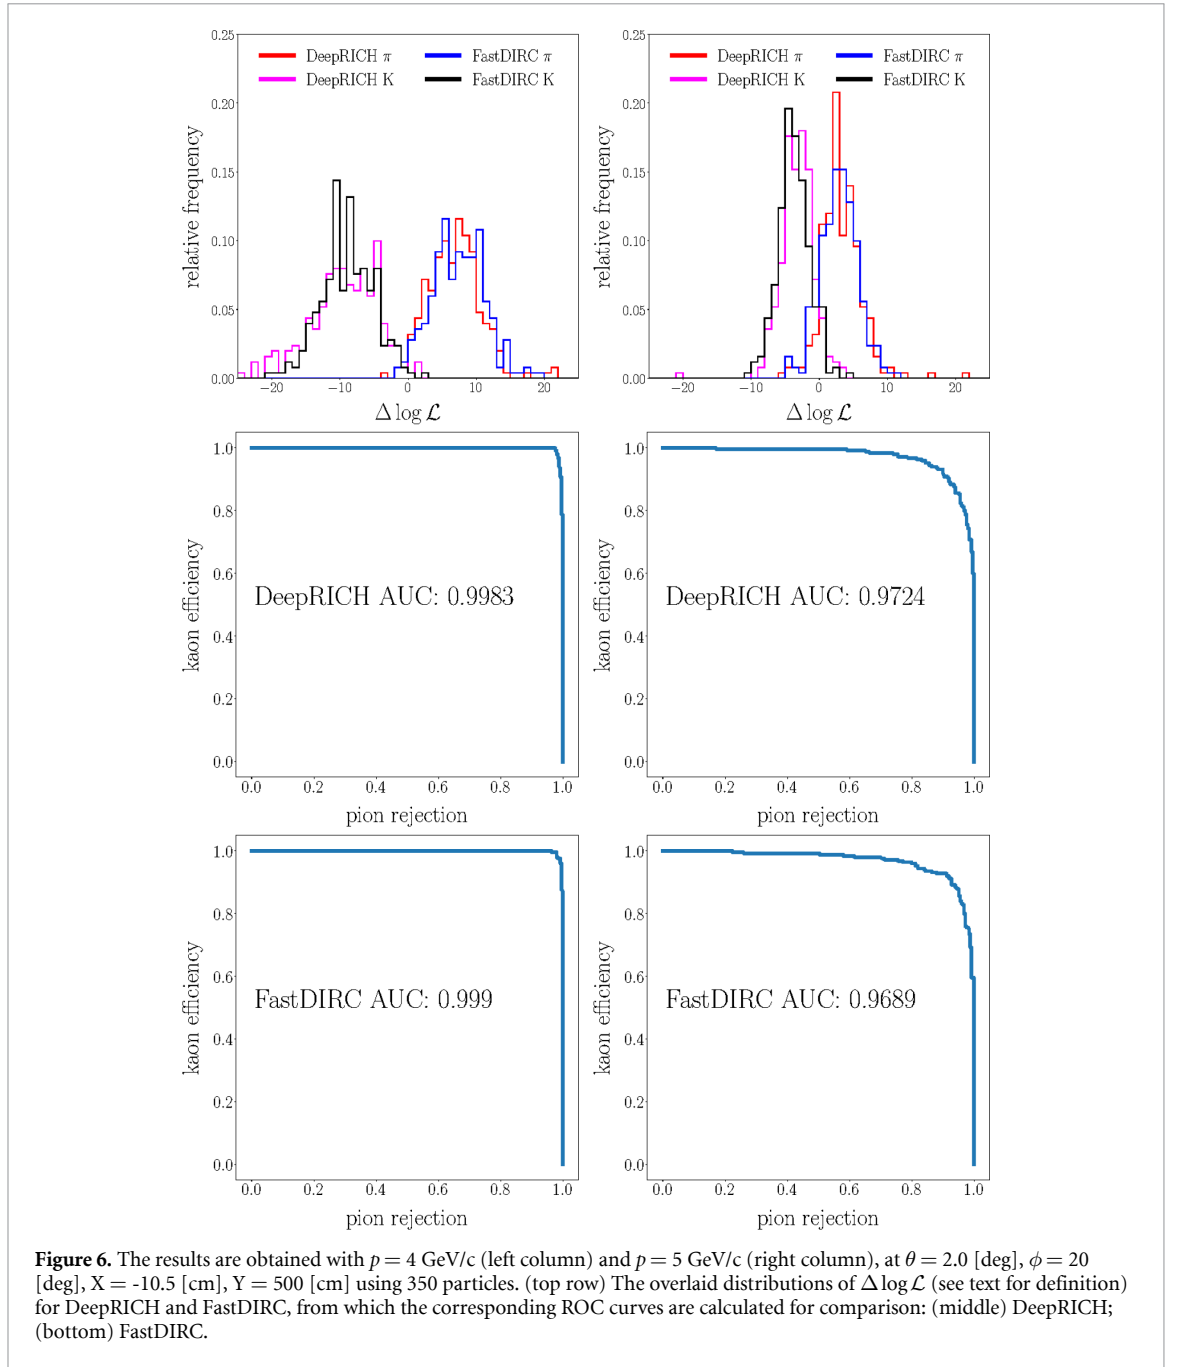 0.25
0.20
0.15
0.10
0.05
0.00
relative frequency
DeepRICH π
DeepRICH K
FastDIRC π
FastDIRC K
−20 −10 0 10 20
Δ log ℒ
0.25
0.20
0.15
0.10
0.05
0.00
relative frequency
DeepRICH π
DeepRICH K
FastDIRC π
FastDIRC K
−20 −10 0 10 20
Δ log ℒ
1.0
0.8
0.6
0.4
0.2
0.0
kaon efficiency
DeepRICH AUC: 0.9983
0.0 0.2 0.4 0.6 0.8 1.0
pion rejection
1.0
0.8
0.6
0.4
0.2
0.0
kaon efficiency
DeepRICH AUC: 0.9724
0.0 0.2 0.4 0.6 0.8 1.0
pion rejection
1.0
0.8
0.6
0.4
0.2
0.0
kaon efficiency
FastDIRC AUC: 0.999
0.0 0.2 0.4 0.6 0.8 1.0
pion rejection
1.0
0.8
0.6
0.4
0.2
0.0
kaon efficiency
FastDIRC AUC: 0.9689
0.0 0.2 0.4 0.6 0.8 1.0
pion rejection
Figure 6. The results are obtained with p = 4 GeV/c (left column) and p = 5 GeV/c (right column), at θ = 2.0 [deg], ϕ = 20
[deg], X = -10.5 [cm], Y = 500 [cm] using 350 particles. (top row) The overlaid distributions of Δ log ℒ (see text for definition)
for DeepRICH and FastDIRC, from which the corresponding ROC curves are calculated for comparison: (middle) DeepRICH;
(bottom) FastDIRC.